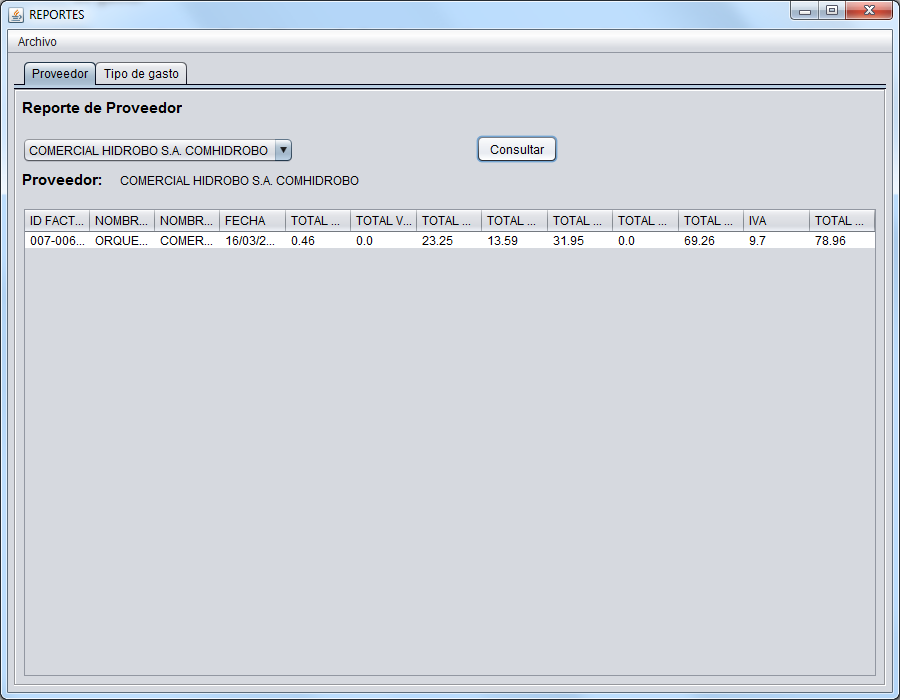 REPORTES
Archivo
Proveedor Tipo de gasto
Reporte de Proveedor
COMERCIAL HIDROBO S.A. COMHIDROBO Consultar
Proveedor: COMERCIAL HIDROBO S.A. COMHIDROBO
ID FACT... NOMBR... NOMBR... FECHA TOTAL ... TOTAL V... TOTAL ... TOTAL ... TOTAL ... TOTAL ... TOTAL ... IVA TOTAL ...
007-006... ORQUE... COMER... 16/03/2... 0.46 0.0 23.25 13.59 31.95 0.0 69.26 9.7 78.96